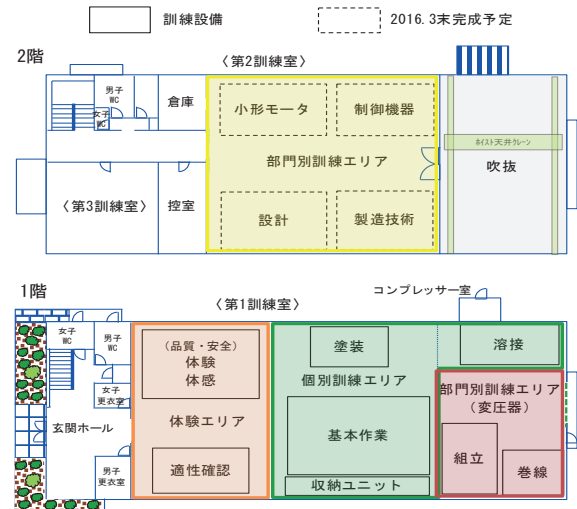 訓練設備
2016.3末完成予定
2階
〈第2訓練室〉
男子
WC
女子
WC
倉庫
小形モータ
制御機器
部門別訓練エリア
ホイスト天井クレーン
吹抜
〈第3訓練室〉
控室
設計
製造技術
1階
〈第1訓練室〉
コンプレッサー室
女子
WC
男子
WC
(品質・安全)
体験
体感
塗装
溶接
女子
更衣室
個別訓練エリア
部門別訓練エリア
(変圧器)
玄関ホール
体験エリア
基本作業
男子
更衣室
適性確認
収納ユニット
組立
巻線